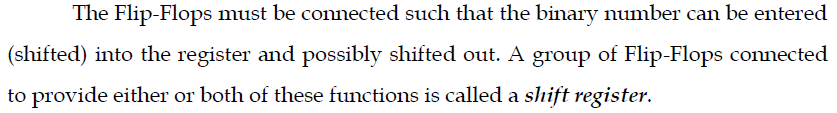 The Flip-Flops must be connected such that the binary number can be entered
(shifted) into the register and possibly shifted out. A group of Flip-Flops connected
to provide either or both of these functions is called a shift register.